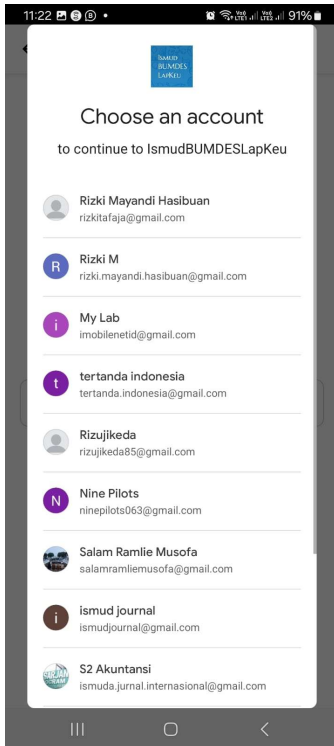 11:22
91%
ISMUD
BUMDES
LAPKEU
Choose an account
to continue to IsmudBUMDESLapKeu
Rizki Mayandi Hasibuan
rizkitafaja@gmail.com
R
Rizki M
rizki.mayandi.hasibuan@gmail.com
i
My Lab
imobilenetid@gmail.com
t
tertanda indonesia
tertanda.indonesia@gmail.com
Rizujikeda
rizujikeda85@gmail.com
N
Nine Pilots
ninepilots063@gmail.com
Salam Ramlie Musofa
salamramliemusofa@gmail.com
i
ismud journal
ismudjournal@gmail.com
S2 Akuntansi
ismuda.jurnal.internasional@gmail.com